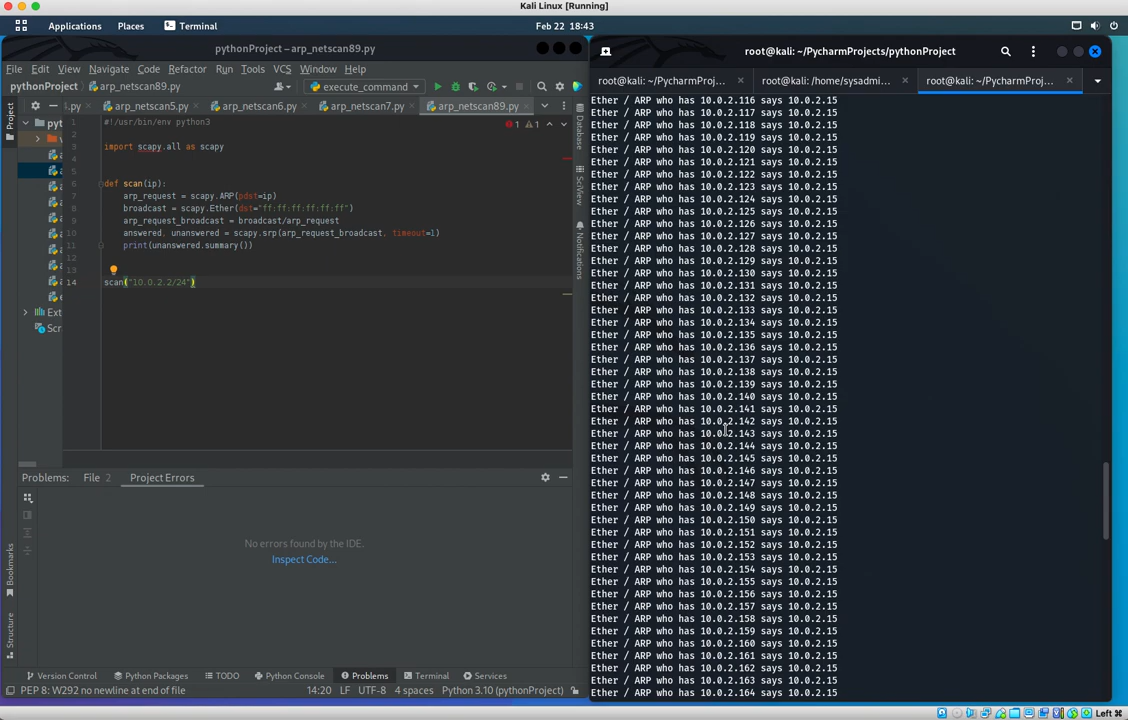 Kali Linux [Running]
Applications
Places
Terminal
Feb 22 18:43
pythonProject – arp_netscan89.py
File Edit View Navigate Code Refactor Run Tools VCS Window Help
pythonProject
arp_netscan89.py
execute_command
1.py
arp_netscan5.py
arp_netscan6.py
arp_netscan7.py
arp_netscan89.py
Project
pyt
Ext
Scr
Bookmarks
Structure
1 #!/usr/bin/env python3
2
3 import scapy.all as scapy
4
5
6 def scan(ip):
7 arp_request = scapy.ARP(pdst=ip)
8 broadcast = scapy.Ether(dst="ff:ff:ff:ff:ff:ff")
9 arp_request_broadcast = broadcast/arp_request
10 answered, unanswered = scapy.srp(arp_request_broadcast, timeout=1)
11 print(unanswered.summary())
12
13
14 scan("10.0.2.2/24")
1 1
Database
SciView
Notifications
Problems: File 2 Project Errors
No errors found by the IDE.
Inspect Code...
Version Control
Python Packages
TODO
Python Console
Problems
Terminal
Services
PEP 8: W292 no newline at end of file
14:20 LF UTF-8 4 spaces Python 3.10 (pythonProject)
root@kali: ~/PycharmProjects/pythonProject
root@kali: ~/PycharmProj...
root@kali: /home/sysadmi...
root@kali: ~/PycharmProj...
Ether / ARP who has 10.0.2.116 says 10.0.2.15
Ether / ARP who has 10.0.2.117 says 10.0.2.15
Ether / ARP who has 10.0.2.118 says 10.0.2.15
Ether / ARP who has 10.0.2.119 says 10.0.2.15
Ether / ARP who has 10.0.2.120 says 10.0.2.15
Ether / ARP who has 10.0.2.121 says 10.0.2.15
Ether / ARP who has 10.0.2.122 says 10.0.2.15
Ether / ARP who has 10.0.2.123 says 10.0.2.15
Ether / ARP who has 10.0.2.124 says 10.0.2.15
Ether / ARP who has 10.0.2.125 says 10.0.2.15
Ether / ARP who has 10.0.2.126 says 10.0.2.15
Ether / ARP who has 10.0.2.127 says 10.0.2.15
Ether / ARP who has 10.0.2.128 says 10.0.2.15
Ether / ARP who has 10.0.2.129 says 10.0.2.15
Ether / ARP who has 10.0.2.130 says 10.0.2.15
Ether / ARP who has 10.0.2.131 says 10.0.2.15
Ether / ARP who has 10.0.2.132 says 10.0.2.15
Ether / ARP who has 10.0.2.133 says 10.0.2.15
Ether / ARP who has 10.0.2.134 says 10.0.2.15
Ether / ARP who has 10.0.2.135 says 10.0.2.15
Ether / ARP who has 10.0.2.136 says 10.0.2.15
Ether / ARP who has 10.0.2.137 says 10.0.2.15
Ether / ARP who has 10.0.2.138 says 10.0.2.15
Ether / ARP who has 10.0.2.139 says 10.0.2.15
Ether / ARP who has 10.0.2.140 says 10.0.2.15
Ether / ARP who has 10.0.2.141 says 10.0.2.15
Ether / ARP who has 10.0.2.142 says 10.0.2.15
Ether / ARP who has 10.0.2.143 says 10.0.2.15
Ether / ARP who has 10.0.2.144 says 10.0.2.15
Ether / ARP who has 10.0.2.145 says 10.0.2.15
Ether / ARP who has 10.0.2.146 says 10.0.2.15
Ether / ARP who has 10.0.2.147 says 10.0.2.15
Ether / ARP who has 10.0.2.148 says 10.0.2.15
Ether / ARP who has 10.0.2.149 says 10.0.2.15
Ether / ARP who has 10.0.2.150 says 10.0.2.15
Ether / ARP who has 10.0.2.151 says 10.0.2.15
Ether / ARP who has 10.0.2.152 says 10.0.2.15
Ether / ARP who has 10.0.2.153 says 10.0.2.15
Ether / ARP who has 10.0.2.154 says 10.0.2.15
Ether / ARP who has 10.0.2.155 says 10.0.2.15
Ether / ARP who has 10.0.2.156 says 10.0.2.15
Ether / ARP who has 10.0.2.157 says 10.0.2.15
Ether / ARP who has 10.0.2.158 says 10.0.2.15
Ether / ARP who has 10.0.2.159 says 10.0.2.15
Ether / ARP who has 10.0.2.160 says 10.0.2.15
Ether / ARP who has 10.0.2.161 says 10.0.2.15
Ether / ARP who has 10.0.2.162 says 10.0.2.15
Ether / ARP who has 10.0.2.163 says 10.0.2.15
Ether / ARP who has 10.0.2.164 says 10.0.2.15
Left ⌘